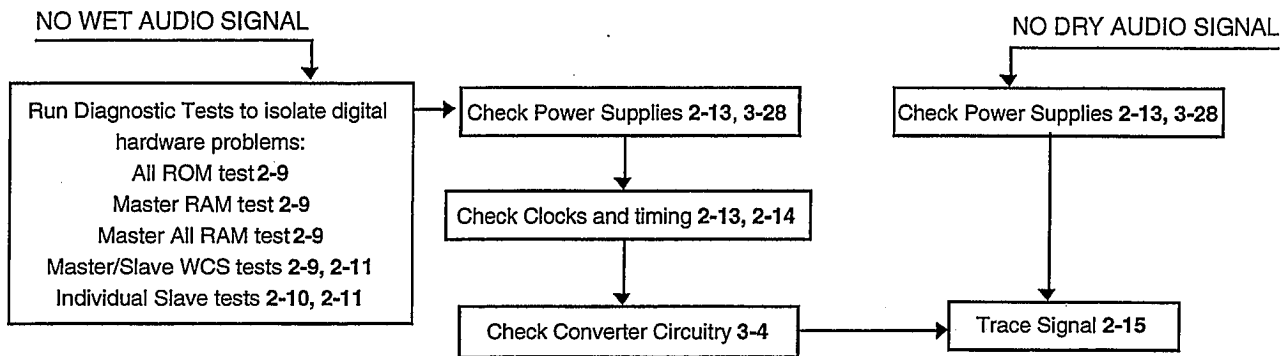 NO WET AUDIO SIGNAL
Run Diagnostic Tests to isolate digital
hardware problems:
All ROM test 2-9
Master RAM test 2-9
Master All RAM test 2-9
Master/Slave WCS tests 2-9, 2-11
Individual Slave tests 2-10, 2-11
Check Power Supplies 2-13, 3-28
Check Clocks and timing 2-13, 2-14
Check Converter Circuitry 3-4
NO DRY AUDIO SIGNAL
Check Power Supplies 2-13, 3-28
Trace Signal 2-15